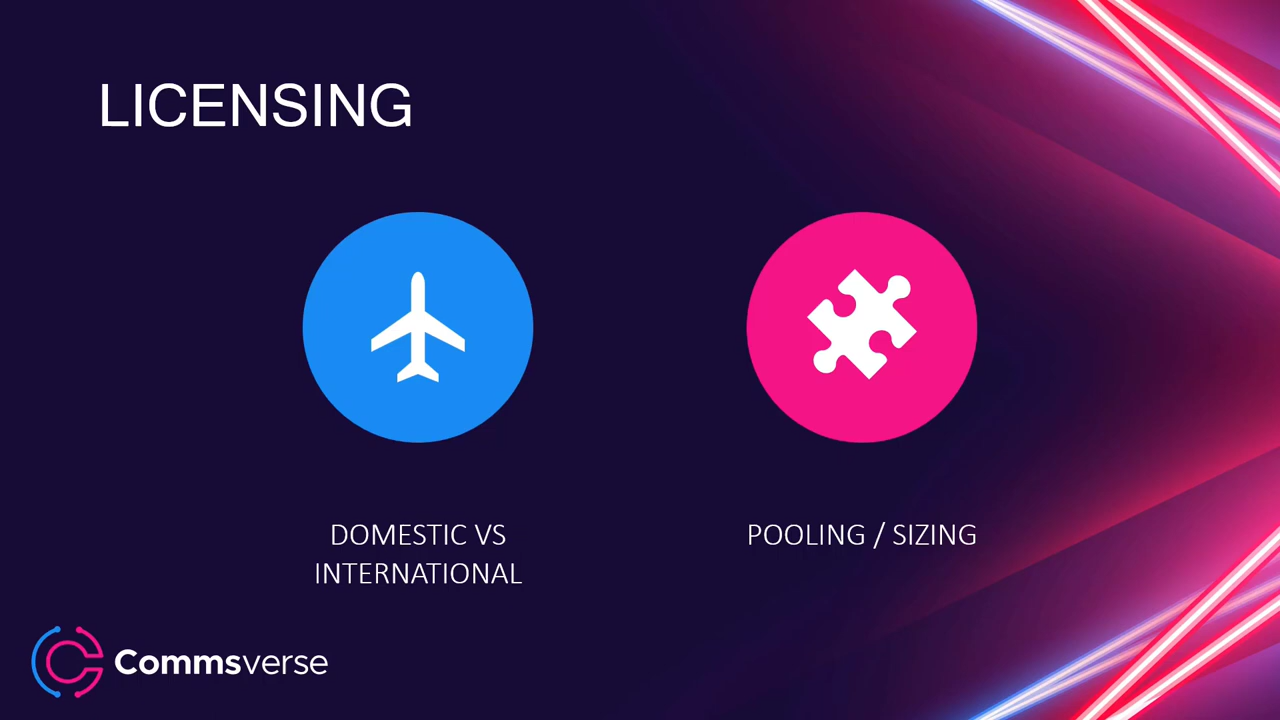 LICENSING
DOMESTIC VS
INTERNATIONAL
POOLING / SIZING
Commsverse